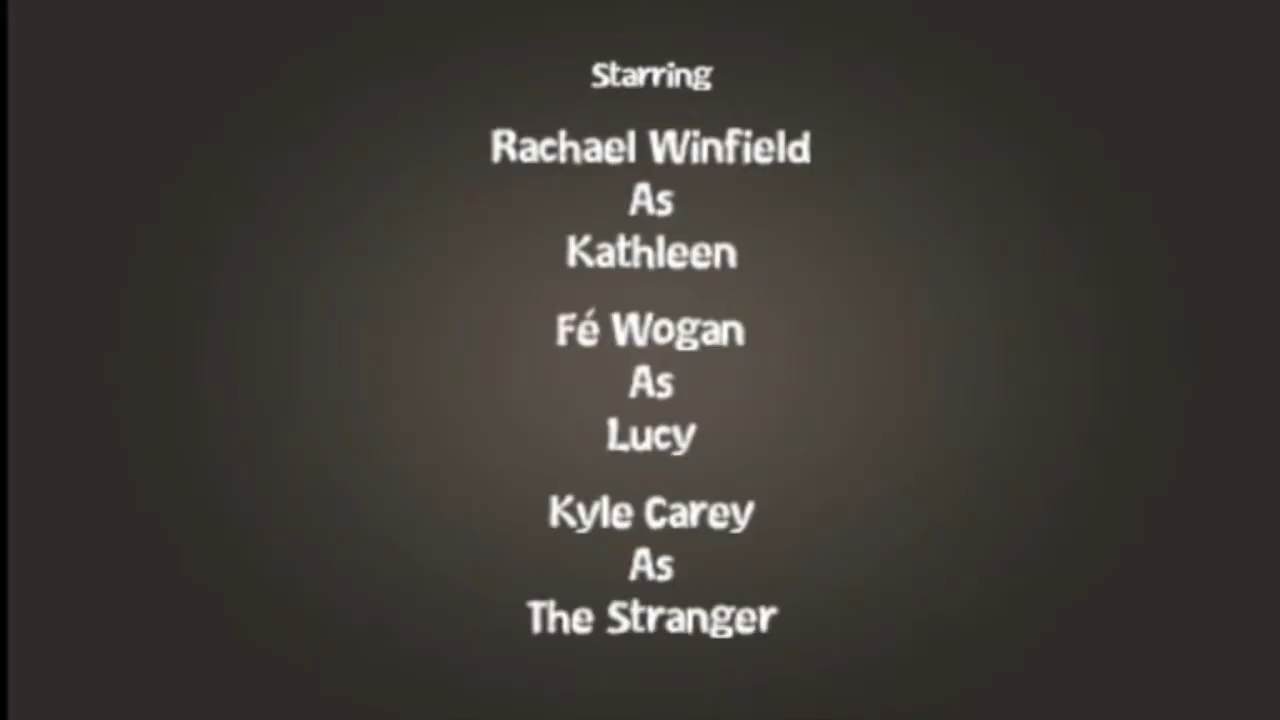 Starring
Rachael Winfield
As
Kathleen
Fé Wogan
As
Lucy
Kyle Carey
As
The Stranger